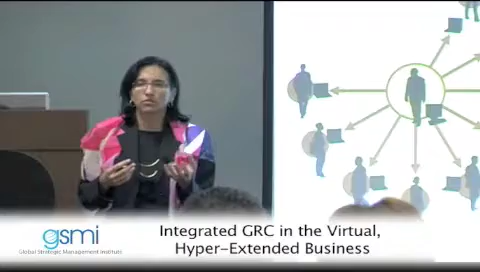 gsmi
Global Strategic Management Institute
Integrated GRC in the Virtual,
Hyper-Extended Business